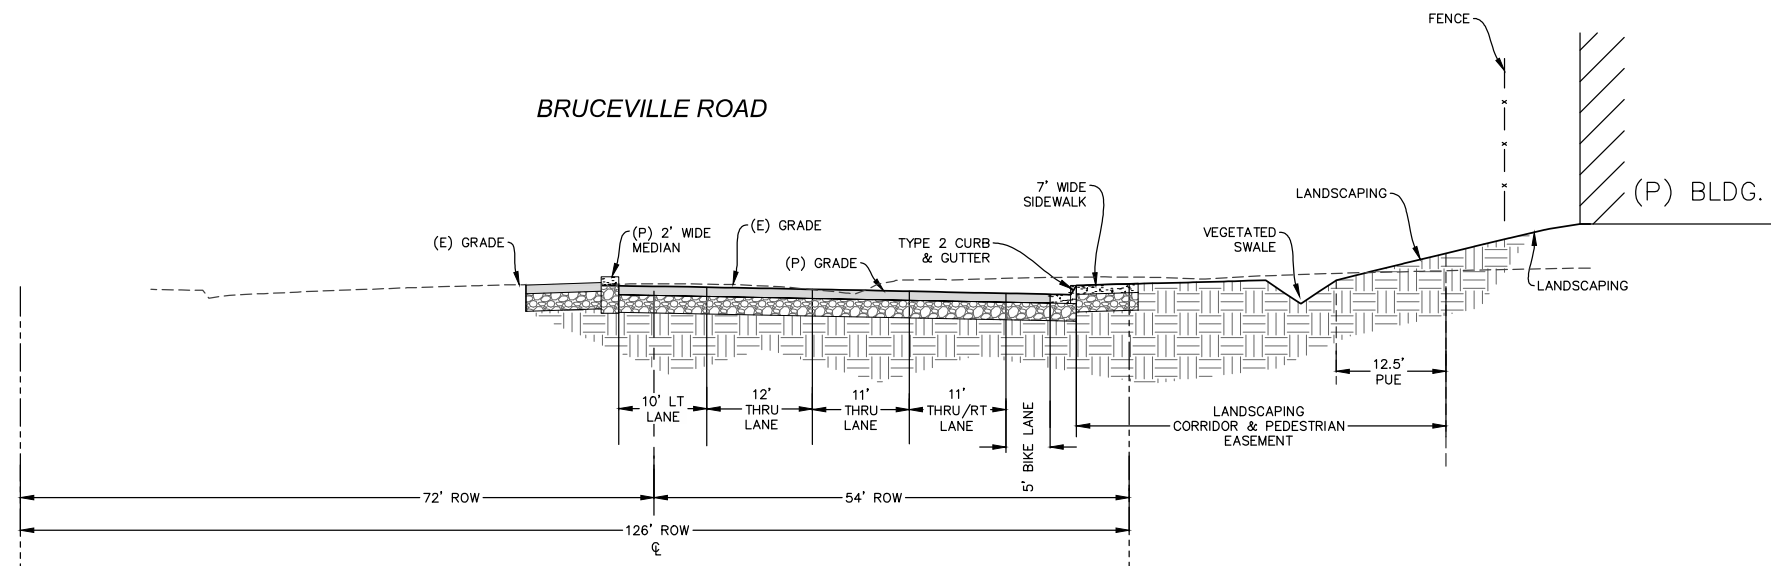 FENCE
BRUCEVILLE ROAD
7' WIDE
SIDEWALK
LANDSCAPING
(P) BLDG.
(E) GRADE
(P) 2' WIDE
MEDIAN
(E) GRADE
(P) GRADE
TYPE 2 CURB
& GUTTER
VEGETATED
SWALE
LANDSCAPING
12.5'
PUE
10' LT
LANE
12'
THRU
LANE
11'
THRU
LANE
11'
THRU/RT
LANE
5' BIKE LANE
LANDSCAPING
CORRIDOR & PEDESTRIAN
EASEMENT
72' ROW
54' ROW
126' ROW
℄